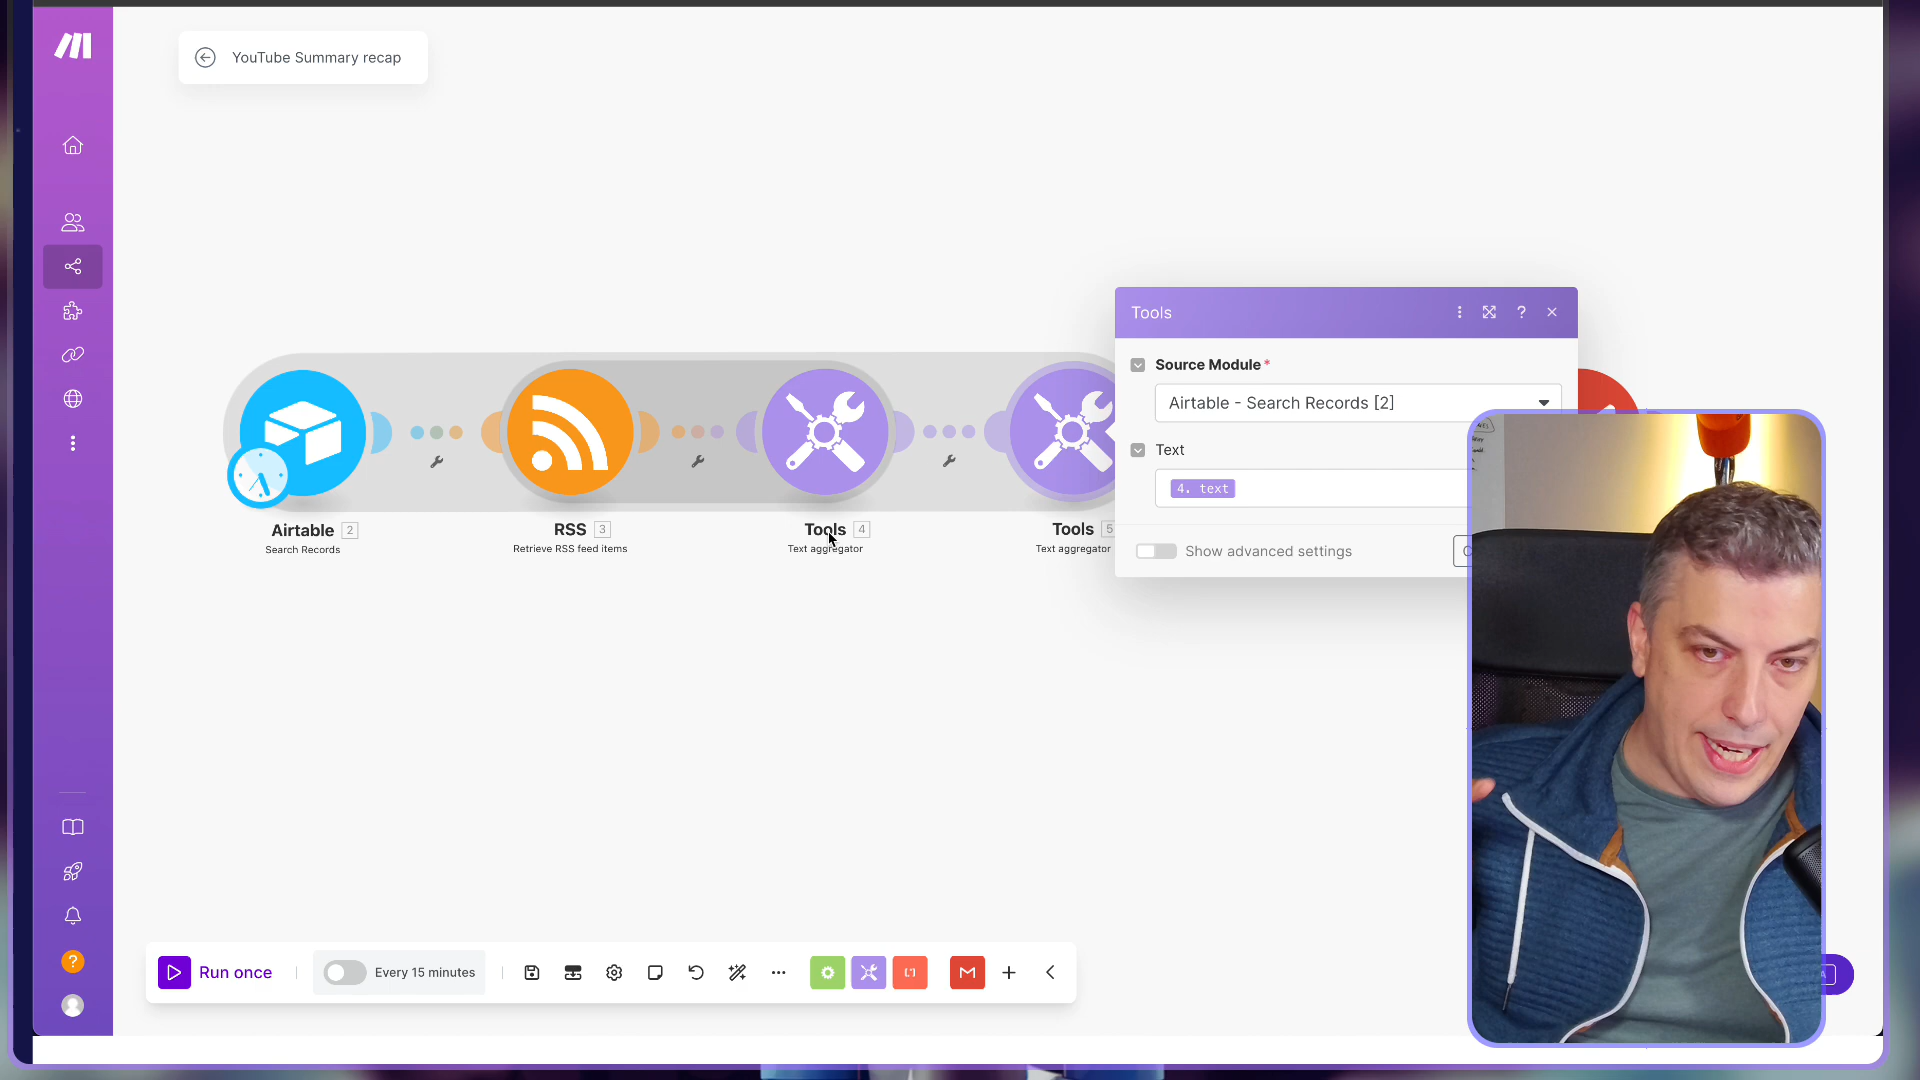 YouTube Summary recap
Tools
Source Module *
Airtable - Search Records [2]
Text
4. text
Show advanced settings
Airtable 2
Search Records
RSS 3
Retrieve RSS feed items
Tools 4
Text aggregator
Tools 5
Text aggregator
Run once
Every 15 minutes